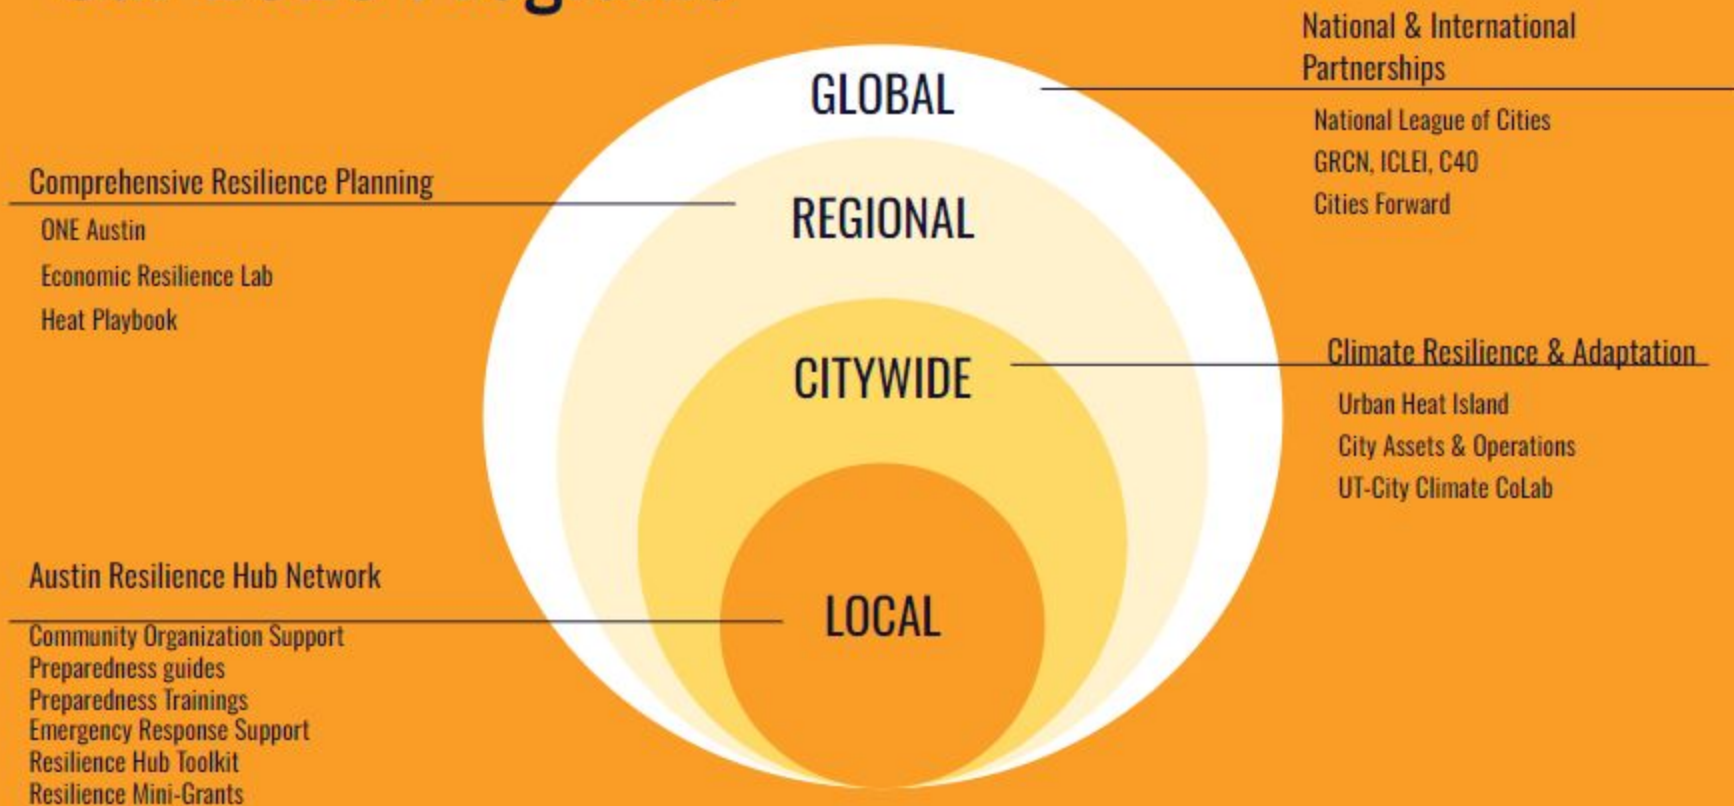 National & International
Partnerships
GLOBAL
National League of Cities
GRCN, ICLEI, C40
Cities Forward
Comprehensive Resilience Planning
REGIONAL
ONE Austin
Economic Resilience Lab
Heat Playbook
Climate Resilience & Adaptation
CITYWIDE
Urban Heat Island
City Assets & Operations
UT-City Climate CoLab
Austin Resilience Hub Network
LOCAL
Community Organization Support
Preparedness guides
Preparedness Trainings
Emergency Response Support
Resilience Hub Toolkit
Resilience Mini-Grants